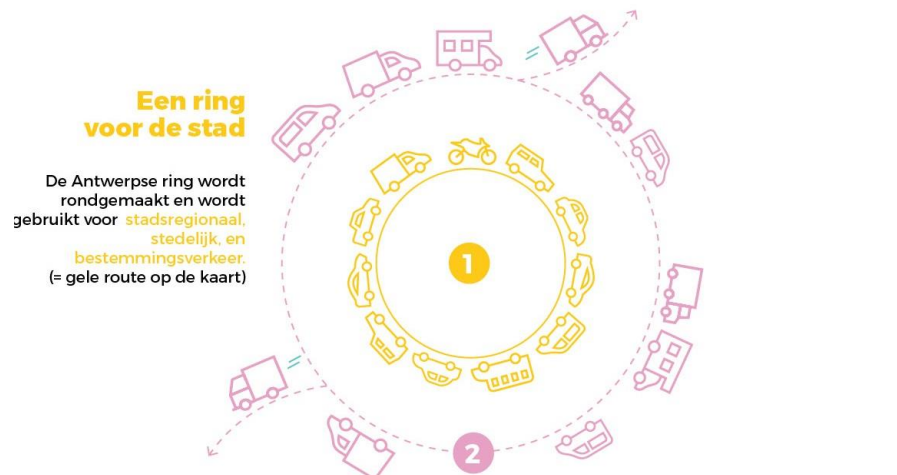 Een ring
voor de stad
De Antwerpse ring wordt
rondgemaakt en wordt
gebruikt voor stadsregionaal,
stedelijk, en
bestemmingsverkeer.
(= gele route op de kaart)
1
2